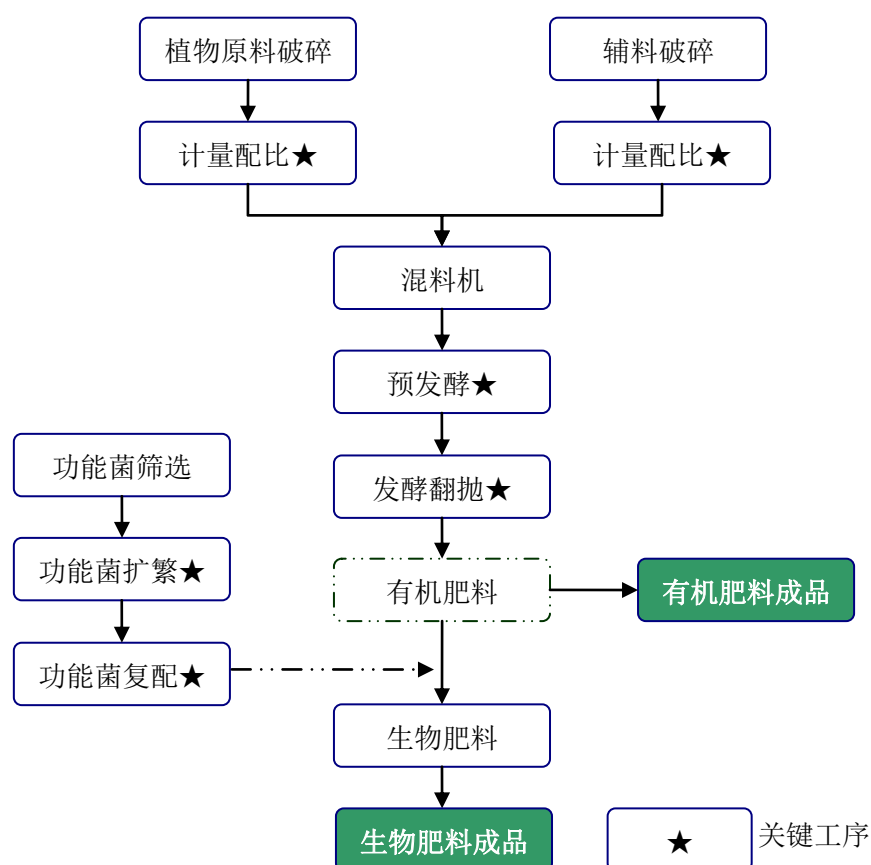 植物原料破碎
辅料破碎
计量配比★
计量配比★
混料机
预发酵★
功能菌筛选
发酵翻抛★
功能菌扩繁★
有机肥料
有机肥料成品
功能菌复配★
生物肥料
生物肥料成品
★
关键工序